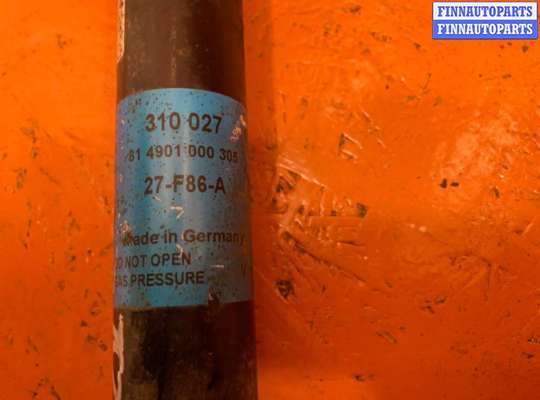 FINNAUTOPARTS
FINNAUTOPARTS
310 027
81 4901 000 305
27-F86-A
Made in Germany
DO NOT OPEN
GAS PRESSURE